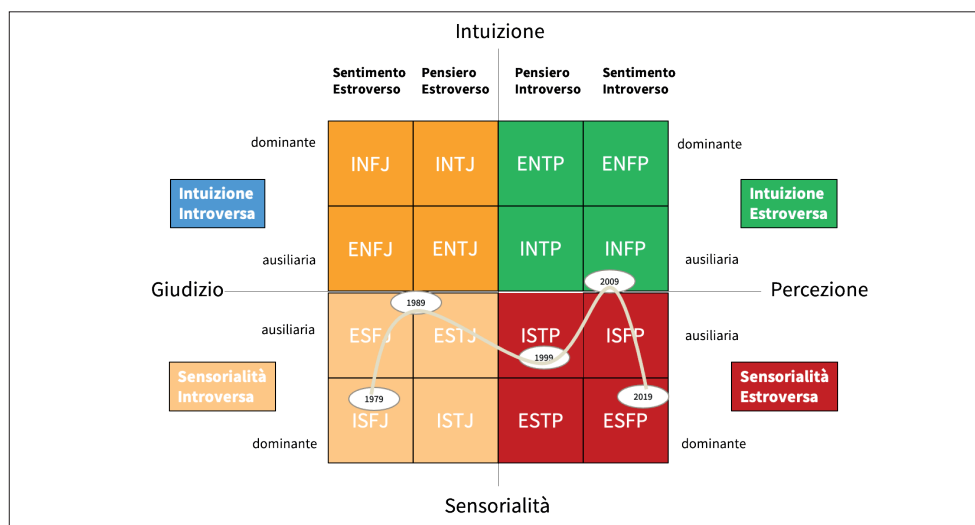 Intuizione
Sentimento Estroverso
Pensiero Estroverso
Pensiero Introverso
Sentimento Introverso
dominante
dominante
INFJ
INTJ
ENTP
ENFP
Intuizione
Introversa
Intuizione
Estroversa
ENFJ
ENTJ
INTP
INFP
ausiliaria
ausiliaria
2009
Giudizio
Percezione
1989
ausiliaria
ausiliaria
ESFJ
ESTJ
ISTP
ISFP
1999
Sensorialità
Introversa
Sensorialità
Estroversa
1979
2019
ISFJ
ISTJ
ESTP
ESFP
dominante
dominante
Sensorialità